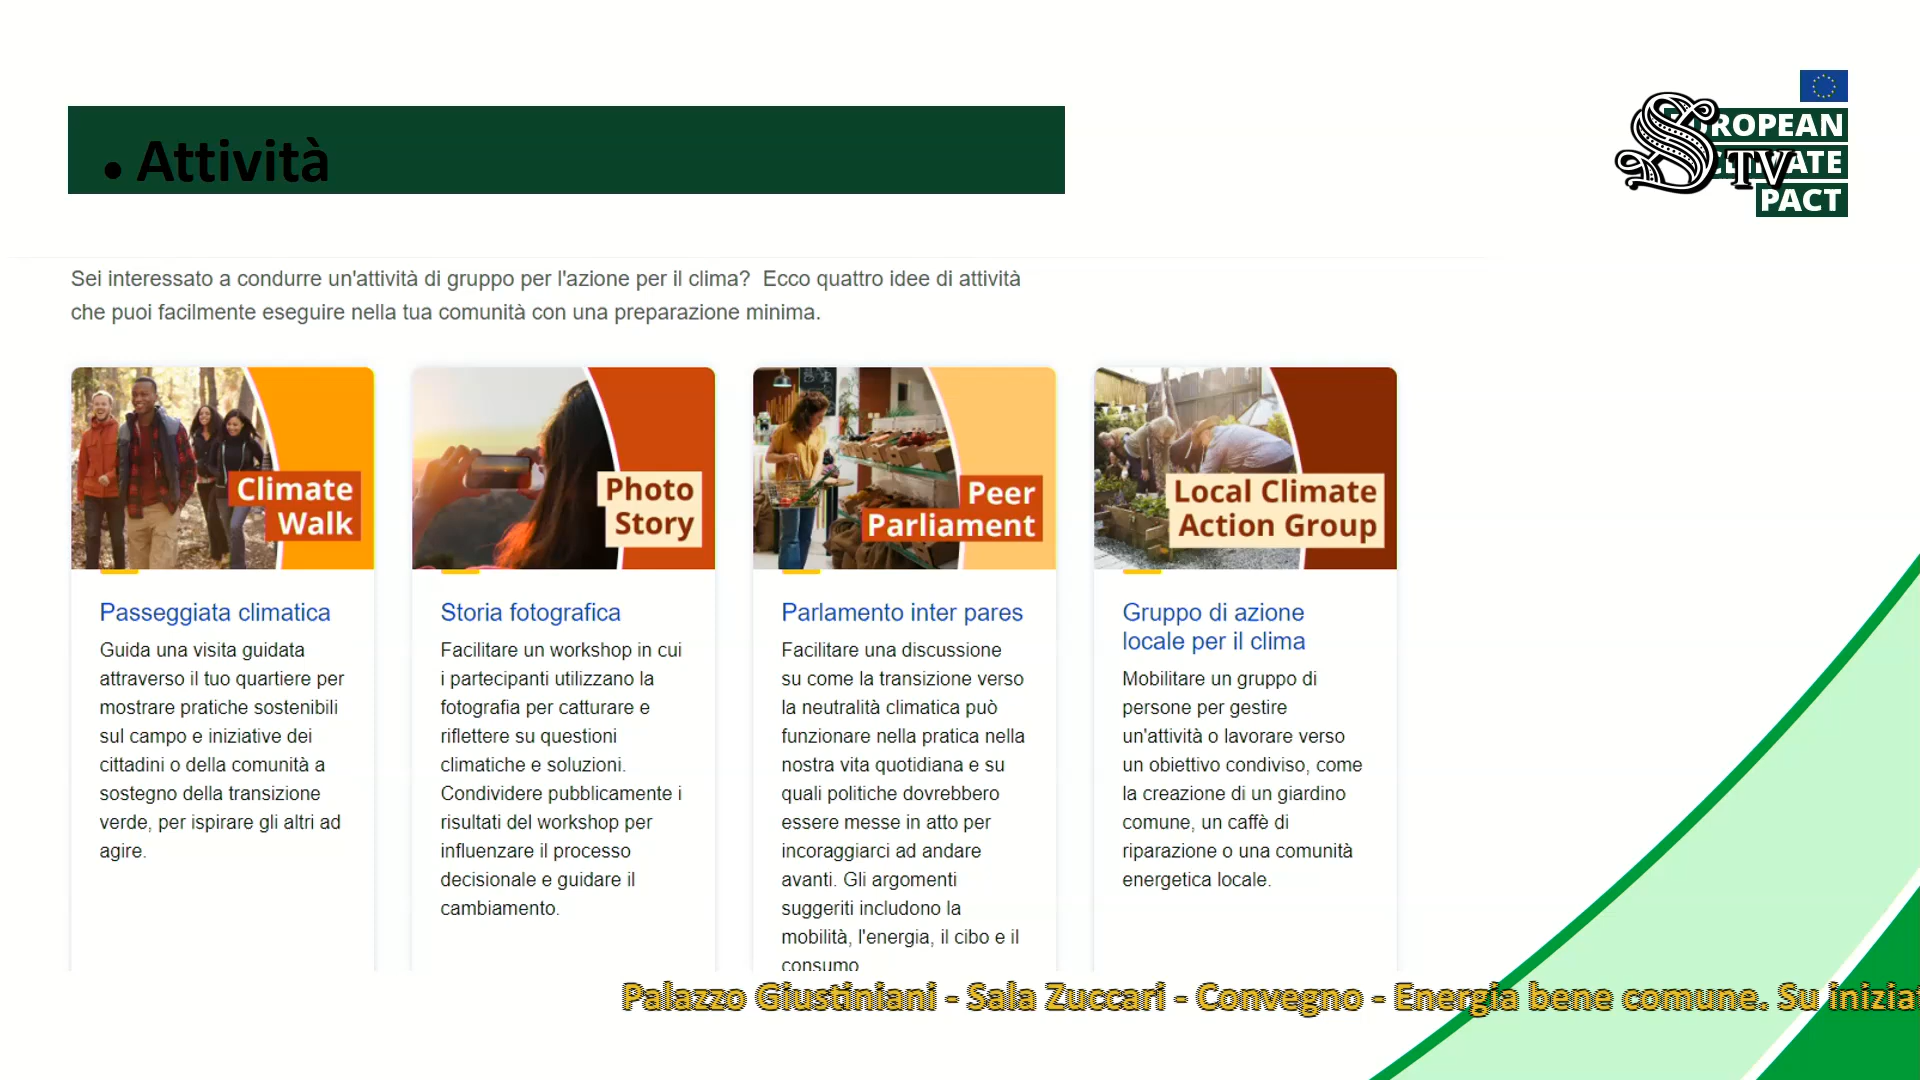 • Attività
EUROPEAN
CLIMATE
PACT
S TV
Sei interessato a condurre un'attività di gruppo per l'azione per il clima?  Ecco quattro idee di attività
che puoi facilmente eseguire nella tua comunità con una preparazione minima.
Climate
Walk
Passeggiata climatica
Guida una visita guidata
attraverso il tuo quartiere per
mostrare pratiche sostenibili
sul campo e iniziative dei
cittadini o della comunità a
sostegno della transizione
verde, per ispirare gli altri ad
agire.
Photo
Story
Storia fotografica
Facilitare un workshop in cui
i partecipanti utilizzano la
fotografia per catturare e
riflettere su questioni
climatiche e soluzioni.
Condividere pubblicamente i
risultati del workshop per
influenzare il processo
decisionale e guidare il
cambiamento.
Peer
Parliament
Parlamento inter pares
Facilitare una discussione
su come la transizione verso
la neutralità climatica può
funzionare nella pratica nella
nostra vita quotidiana e su
quali politiche dovrebbero
essere messe in atto per
incoraggiarci ad andare
avanti. Gli argomenti
suggeriti includono la
mobilità, l'energia, il cibo e il
consumo
Local Climate
Action Group
Gruppo di azione
locale per il clima
Mobilitare un gruppo di
persone per gestire
un'attività o lavorare verso
un obiettivo condiviso, come
la creazione di un giardino
comune, un caffè di
riparazione o una comunità
energetica locale.
Palazzo Giustiniani - Sala Zuccari - Convegno - Energia bene comune. Su iniziat